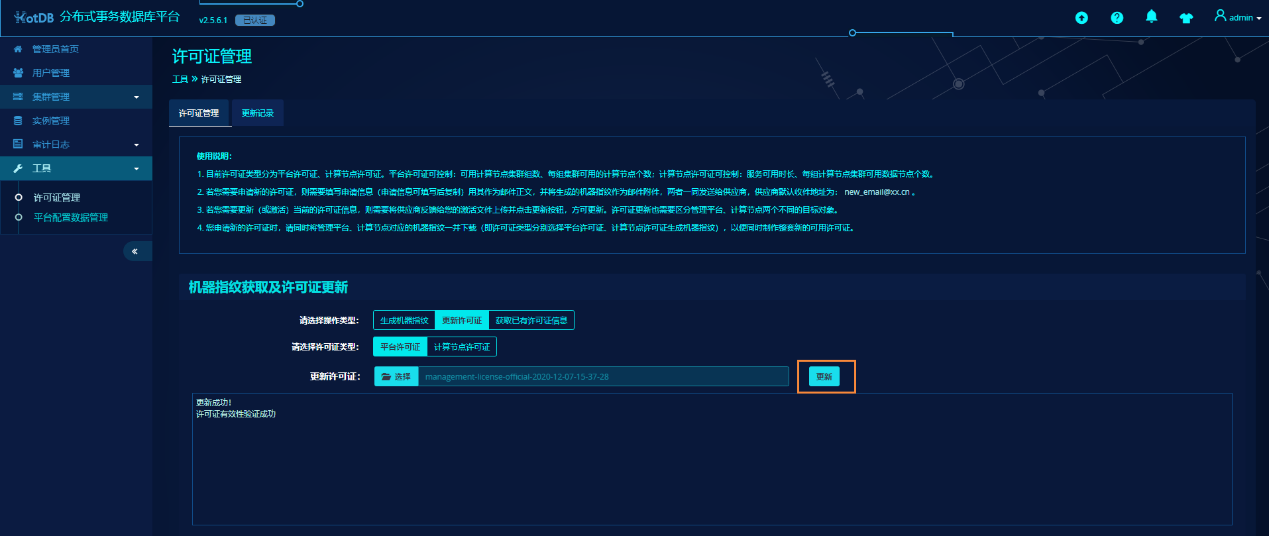 HotDB 分布式事务数据库平台 v2.5.6.1 已认证
admin
管理员首页
用户管理
集群管理
实例管理
审计日志
工具
许可证管理
平台配置数据管理
许可证管理
工具 » 许可证管理
许可证管理 更新记录
使用说明：
1. 目前许可证类型分为平台许可证、计算节点许可证。平台许可证可控制：可用计算节点集群组数、每组集群可用的计算节点个数；计算节点许可证可控制：服务可用时长、每组计算节点集群可用数据节点个数。
2. 若您需要申请新的许可证，则需要填写申请信息（申请信息可填写后复制）用其作为邮件正文，并将生成的机器指纹作为邮件附件，两者一同发送给供应商，供应商默认收件地址为： new_email@xx.cn 。
3. 若您需要更新（或激活）当前的许可证信息，则需要将供应商反馈给您的激活文件上传并点击更新按钮，方可更新。许可证更新也需要区分管理平台、计算节点两个不同的目标对象。
4. 您申请新的许可证时，请同时将管理平台、计算节点对应的机器指纹一并下载（即许可证类型分别选择平台许可证、计算节点许可证生成机器指纹），以便同时制作整套新的可用许可证。
机器指纹获取及许可证更新
请选择操作类型： 生成机器指纹 更新许可证 获取已有许可证信息
请选择许可证类型： 平台许可证 计算节点许可证
更新许可证： 选择 management-license-official-2020-12-07-15-37-28 更新
更新成功！
许可证有效性验证成功